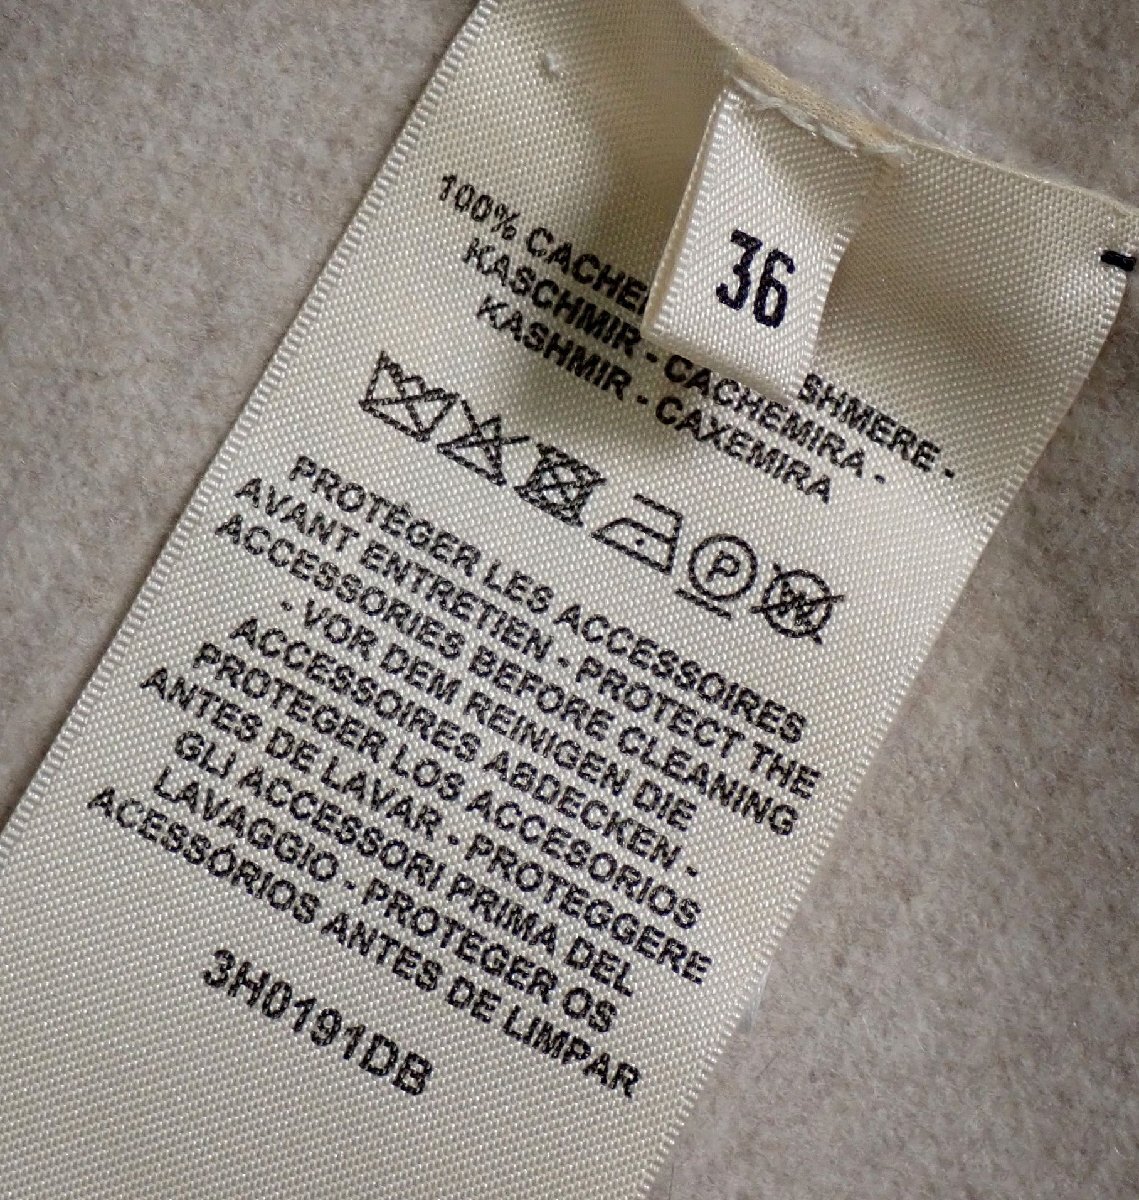 36
100% CACHE SHMERE -
KASCHMIR - CACHEMIRA -
KASHMIR - CAXEMIRA
P W
PROTÉGER LES ACCESSOIRES
AVANT ENTRETIEN - PROTECT THE
ACCESSORIES BEFORE CLEANING
- VOR DEM REINIGEN DIE
ACCESSOIRES ABDECKEN -
PROTEGER LOS ACCESORIOS
ANTES DE LAVAR - PROTEGGERE
GLI ACCESSORI PRIMA DEL
LAVAGGIO - PROTEGER OS
ACESSÓRIOS ANTES DE LIMPAR
3H0191DB